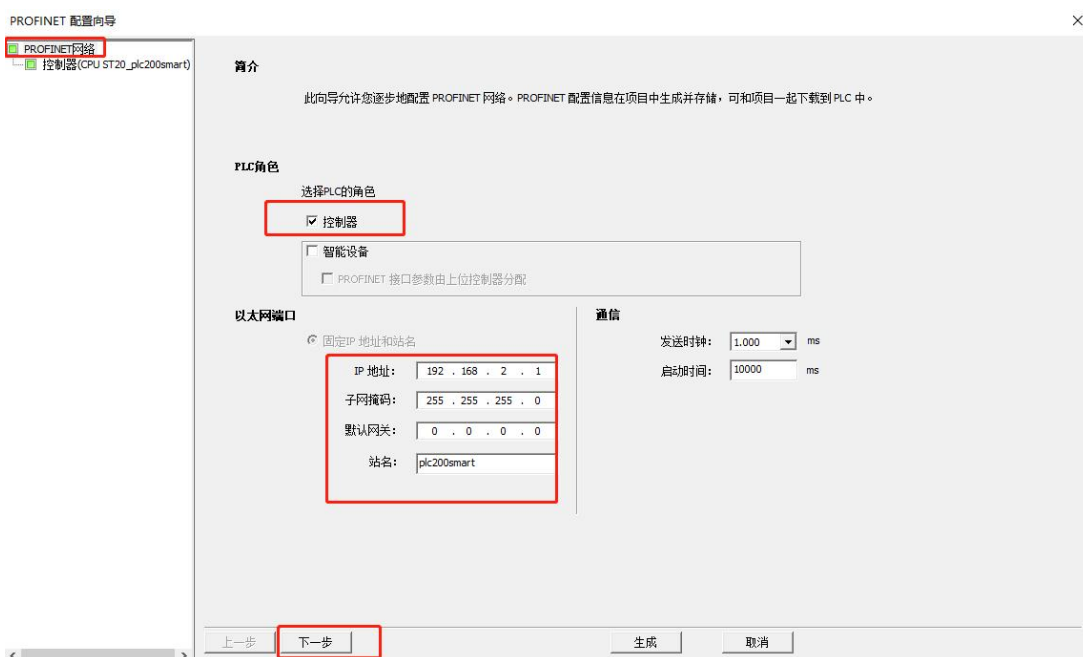 PROFINET 配置向导
PROFINET网络
控制器(CPU ST20_plc200smart)
简介
此向导允许您逐步地配置 PROFINET 网络。PROFINET 配置信息在项目中生成并存储，可和项目一起下载到 PLC 中。
PLC角色
选择PLC的角色
控制器
智能设备
PROFINET 接口参数由上位控制器分配
以太网端口
固定IP 地址和站名
IP 地址: 192 . 168 . 2 . 1
子网掩码: 255 . 255 . 255 . 0
默认网关: 0 . 0 . 0 . 0
站名: plc200smart
通信
发送时钟: 1.000 ms
启动时间: 10000 ms
上一步 下一步 生成 取消